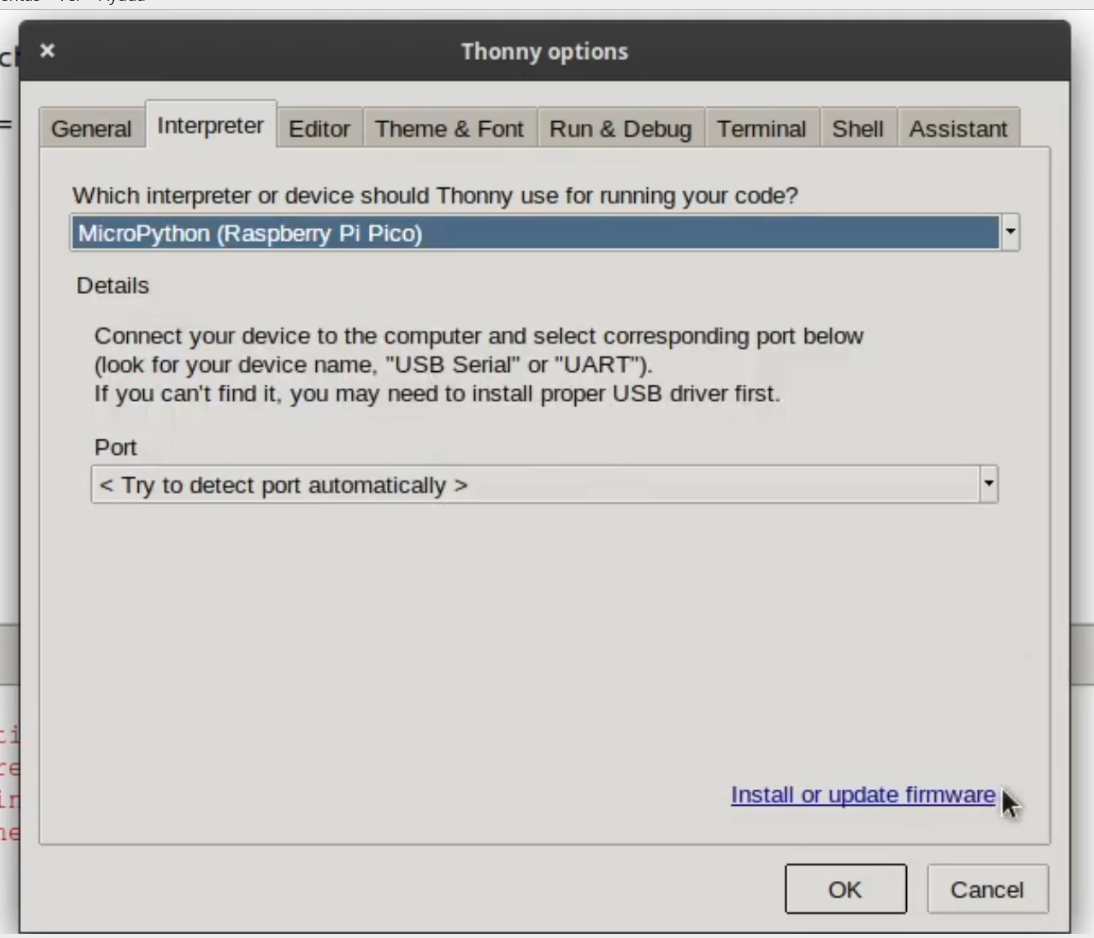 Thonny options
General Interpreter Editor Theme & Font Run & Debug Terminal Shell Assistant
Which interpreter or device should Thonny use for running your code?
MicroPython (Raspberry Pi Pico)
Details
Connect your device to the computer and select corresponding port below
(look for your device name, "USB Serial" or "UART").
If you can't find it, you may need to install proper USB driver first.
Port
< Try to detect port automatically >
Install or update firmware
OK Cancel